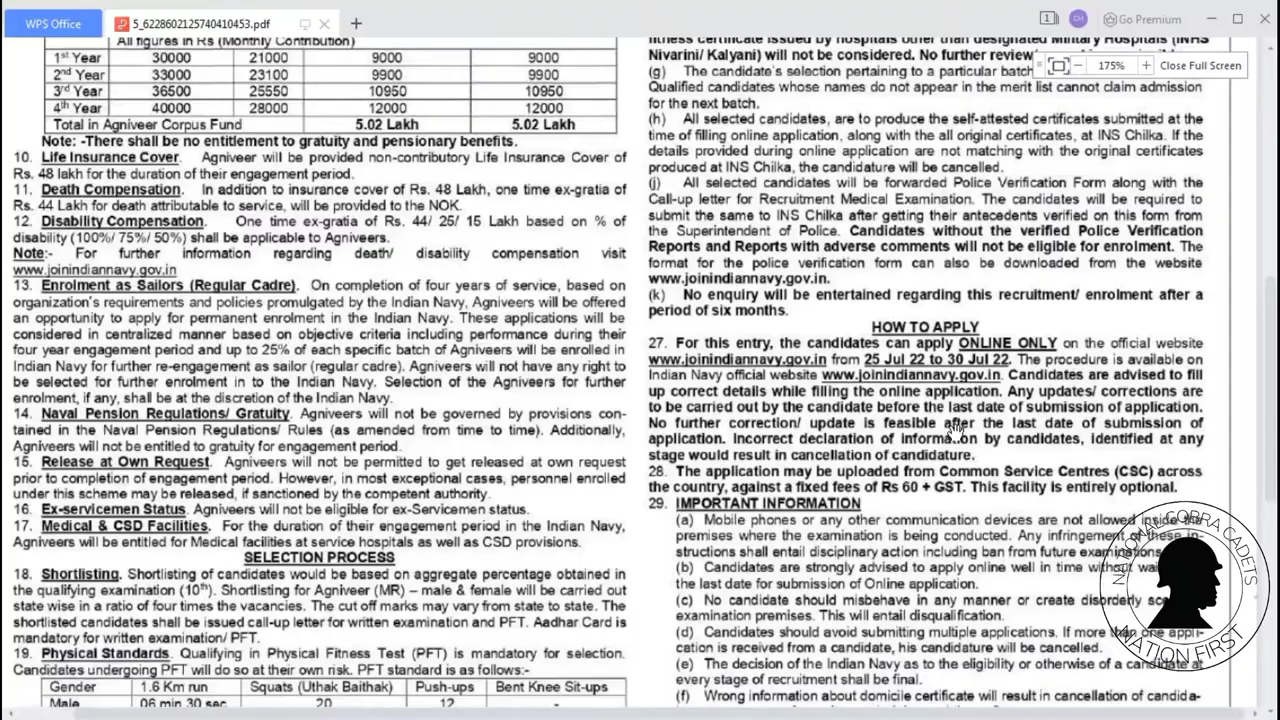 WPS Office
5_6228602125740410453.pdf
1
CH
Go Premium
175%
Close Full Screen
All figures in Rs (Monthly Contribution)
1st Year 30000 21000 9000 9000
2nd Year 33000 23100 9900 9900
3rd Year 36500 25550 10950 10950
4th Year 40000 28000 12000 12000
Total in Agniveer Corpus Fund 5.02 Lakh 5.02 Lakh
Note: -There shall be no entitlement to gratuity and pensionary benefits.
10. Life Insurance Cover. Agniveer will be provided non-contributory Life Insurance Cover of
Rs. 48 lakh for the duration of their engagement period.
11. Death Compensation. In addition to insurance cover of Rs. 48 Lakh, one time ex-gratia of
Rs. 44 Lakh for death attributable to service, will be provided to the NOK.
12. Disability Compensation. One time ex-gratia of Rs. 44/ 25/ 15 Lakh based on % of
disability (100%/ 75%/ 50%) shall be applicable to Agniveers.
Note:- For further information regarding death/ disability compensation visit
www.joinindiannavy.gov.in
13. Enrolment as Sailors (Regular Cadre). On completion of four years of service, based on
organization's requirements and policies promulgated by the Indian Navy, Agniveers will be offered
an opportunity to apply for permanent enrolment in the Indian Navy. These applications will be
considered in centralized manner based on objective criteria including performance during their
four year engagement period and up to 25% of each specific batch of Agniveers will be enrolled in
Indian Navy for further re-engagement as sailor (regular cadre). Agniveers will not have any right to
be selected for further enrolment in to the Indian Navy. Selection of the Agniveers for further
enrolment, if any, shall be at the discretion of the Indian Navy.
14. Naval Pension Regulations/ Gratuity. Agniveers will not be governed by provisions con-
tained in the Naval Pension Regulations/ Rules (as amended from time to time). Additionally,
Agniveers will not be entitled to gratuity for engagement period.
15. Release at Own Request. Agniveers will not be permitted to get released at own request
prior to completion of engagement period. However, in most exceptional cases, personnel enrolled
under this scheme may be released, if sanctioned by the competent authority.
16. Ex-servicemen Status. Agniveers will not be eligible for ex-Servicemen status.
17. Medical & CSD Facilities. For the duration of their engagement period in the Indian Navy,
Agniveers will be entitled for Medical facilities at service hospitals as well as CSD provisions.
SELECTION PROCESS
18. Shortlisting. Shortlisting of candidates would be based on aggregate percentage obtained in
the qualifying examination (10th). Shortlisting for Agniveer (MR) – male & female will be carried out
state wise in a ratio of four times the vacancies. The cut off marks may vary from state to state. The
shortlisted candidates shall be issued call-up letter for written examination and PFT. Aadhar Card is
mandatory for written examination/ PFT.
19. Physical Standards. Qualifying in Physical Fitness Test (PFT) is mandatory for selection.
Candidates undergoing PFT will do so at their own risk. PFT standard is as follows:-
Gender 1.6 Km run Squats (Uthak Baithak) Push-ups Bent Knee Sit-ups
Male 06 min 30 sec 20 12 -
fitness certificate issued by hospitals other than designated Military Hospitals (INHS
Nivarini/ Kalyani) will not be considered. No further review/
(g) The candidate's selection pertaining to a particular batch
Qualified candidates whose names do not appear in the merit list cannot claim admission
for the next batch.
(h) All selected candidates, are to produce the self-attested certificates submitted at the
time of filling online application, along with the all original certificates, at INS Chilka. If the
details provided during online application are not matching with the original certificates
produced at INS Chilka, the candidature will be cancelled.
(j) All selected candidates will be forwarded Police Verification Form along with the
Call-up letter for Recruitment Medical Examination. The candidates will be required to
submit the same to INS Chilka after getting their antecedents verified on this form from
the Superintendent of Police. Candidates without the verified Police Verification
Reports and Reports with adverse comments will not be eligible for enrolment. The
format for the police verification form can also be downloaded from the website
www.joinindiannavy.gov.in.
(k) No enquiry will be entertained regarding this recruitment/ enrolment after a
period of six months.
HOW TO APPLY
27. For this entry, the candidates can apply ONLINE ONLY on the official website
www.joinindiannavy.gov.in from 25 Jul 22 to 30 Jul 22. The procedure is available on
Indian Navy official website www.joinindiannavy.gov.in. Candidates are advised to fill
up correct details while filling the online application. Any updates/ corrections are
to be carried out by the candidate before the last date of submission of application.
No further correction/ update is feasible after the last date of submission of
application. Incorrect declaration of information by candidates, identified at any
stage would result in cancellation of candidature.
28. The application may be uploaded from Common Service Centres (CSC) across
the country, against a fixed fees of Rs 60 + GST. This facility is entirely optional.
29. IMPORTANT INFORMATION
(a) Mobile phones or any other communication devices are not allowed inside the
premises where the examination is being conducted. Any infringement of these in-
structions shall entail disciplinary action including ban from future examinations.
(b) Candidates are strongly advised to apply online well in time without
the last date for submission of Online application.
(c) No candidate should misbehave in any manner or create disorderly
examination premises. This will entail disqualification.
(d) Candidates should avoid submitting multiple applications. If more than one appli-
cation is received from a candidate, his candidature will be cancelled.
(e) The decision of the Indian Navy as to the eligibility or otherwise of a candidate at
every stage of recruitment shall be final.
(f) Wrong information about domicile certificate will result in cancellation of candida-
NATIONAL COBRA CADETS
NATION FIRST